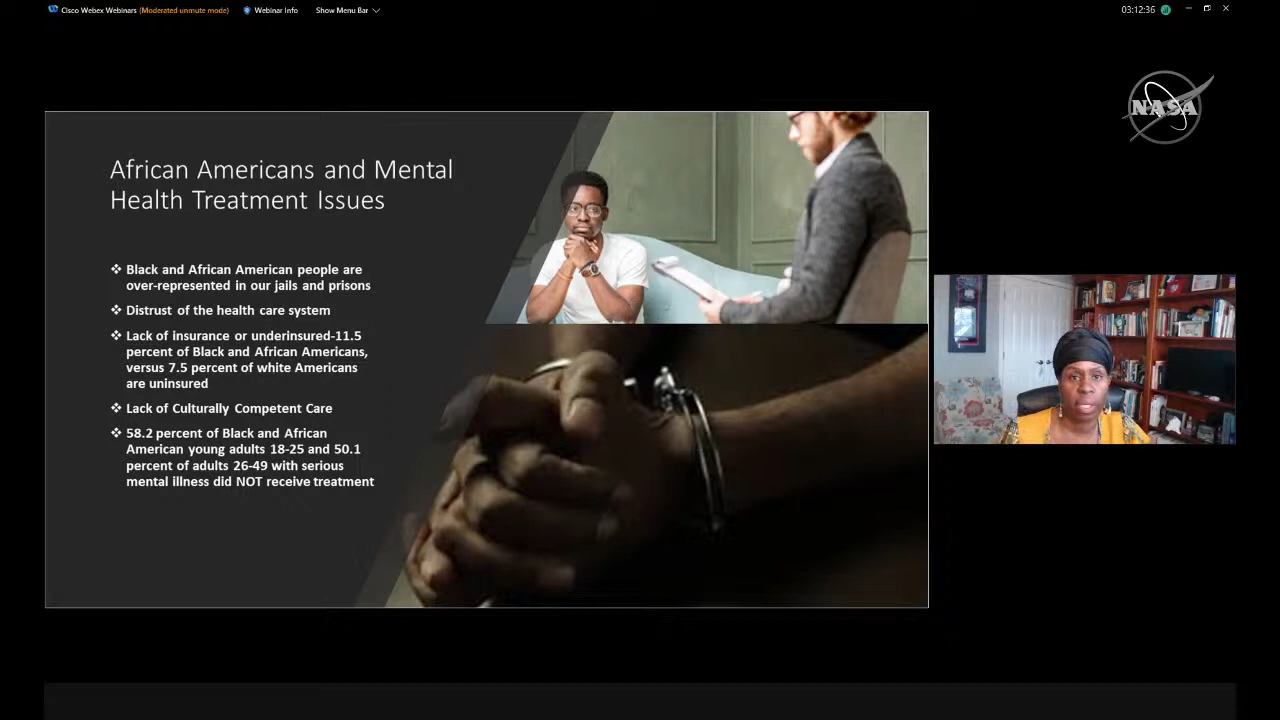 Cisco Webex Webinars (Moderated unmute mode) Webinar Info Show Menu Bar 03:12:36
NASA
African Americans and Mental
Health Treatment Issues
❖ Black and African American people are
over-represented in our jails and prisons
❖ Distrust of the health care system
❖ Lack of insurance or underinsured-11.5
percent of Black and African Americans,
versus 7.5 percent of white Americans
are uninsured
❖ Lack of Culturally Competent Care
❖ 58.2 percent of Black and African
American young adults 18-25 and 50.1
percent of adults 26-49 with serious
mental illness did NOT receive treatment